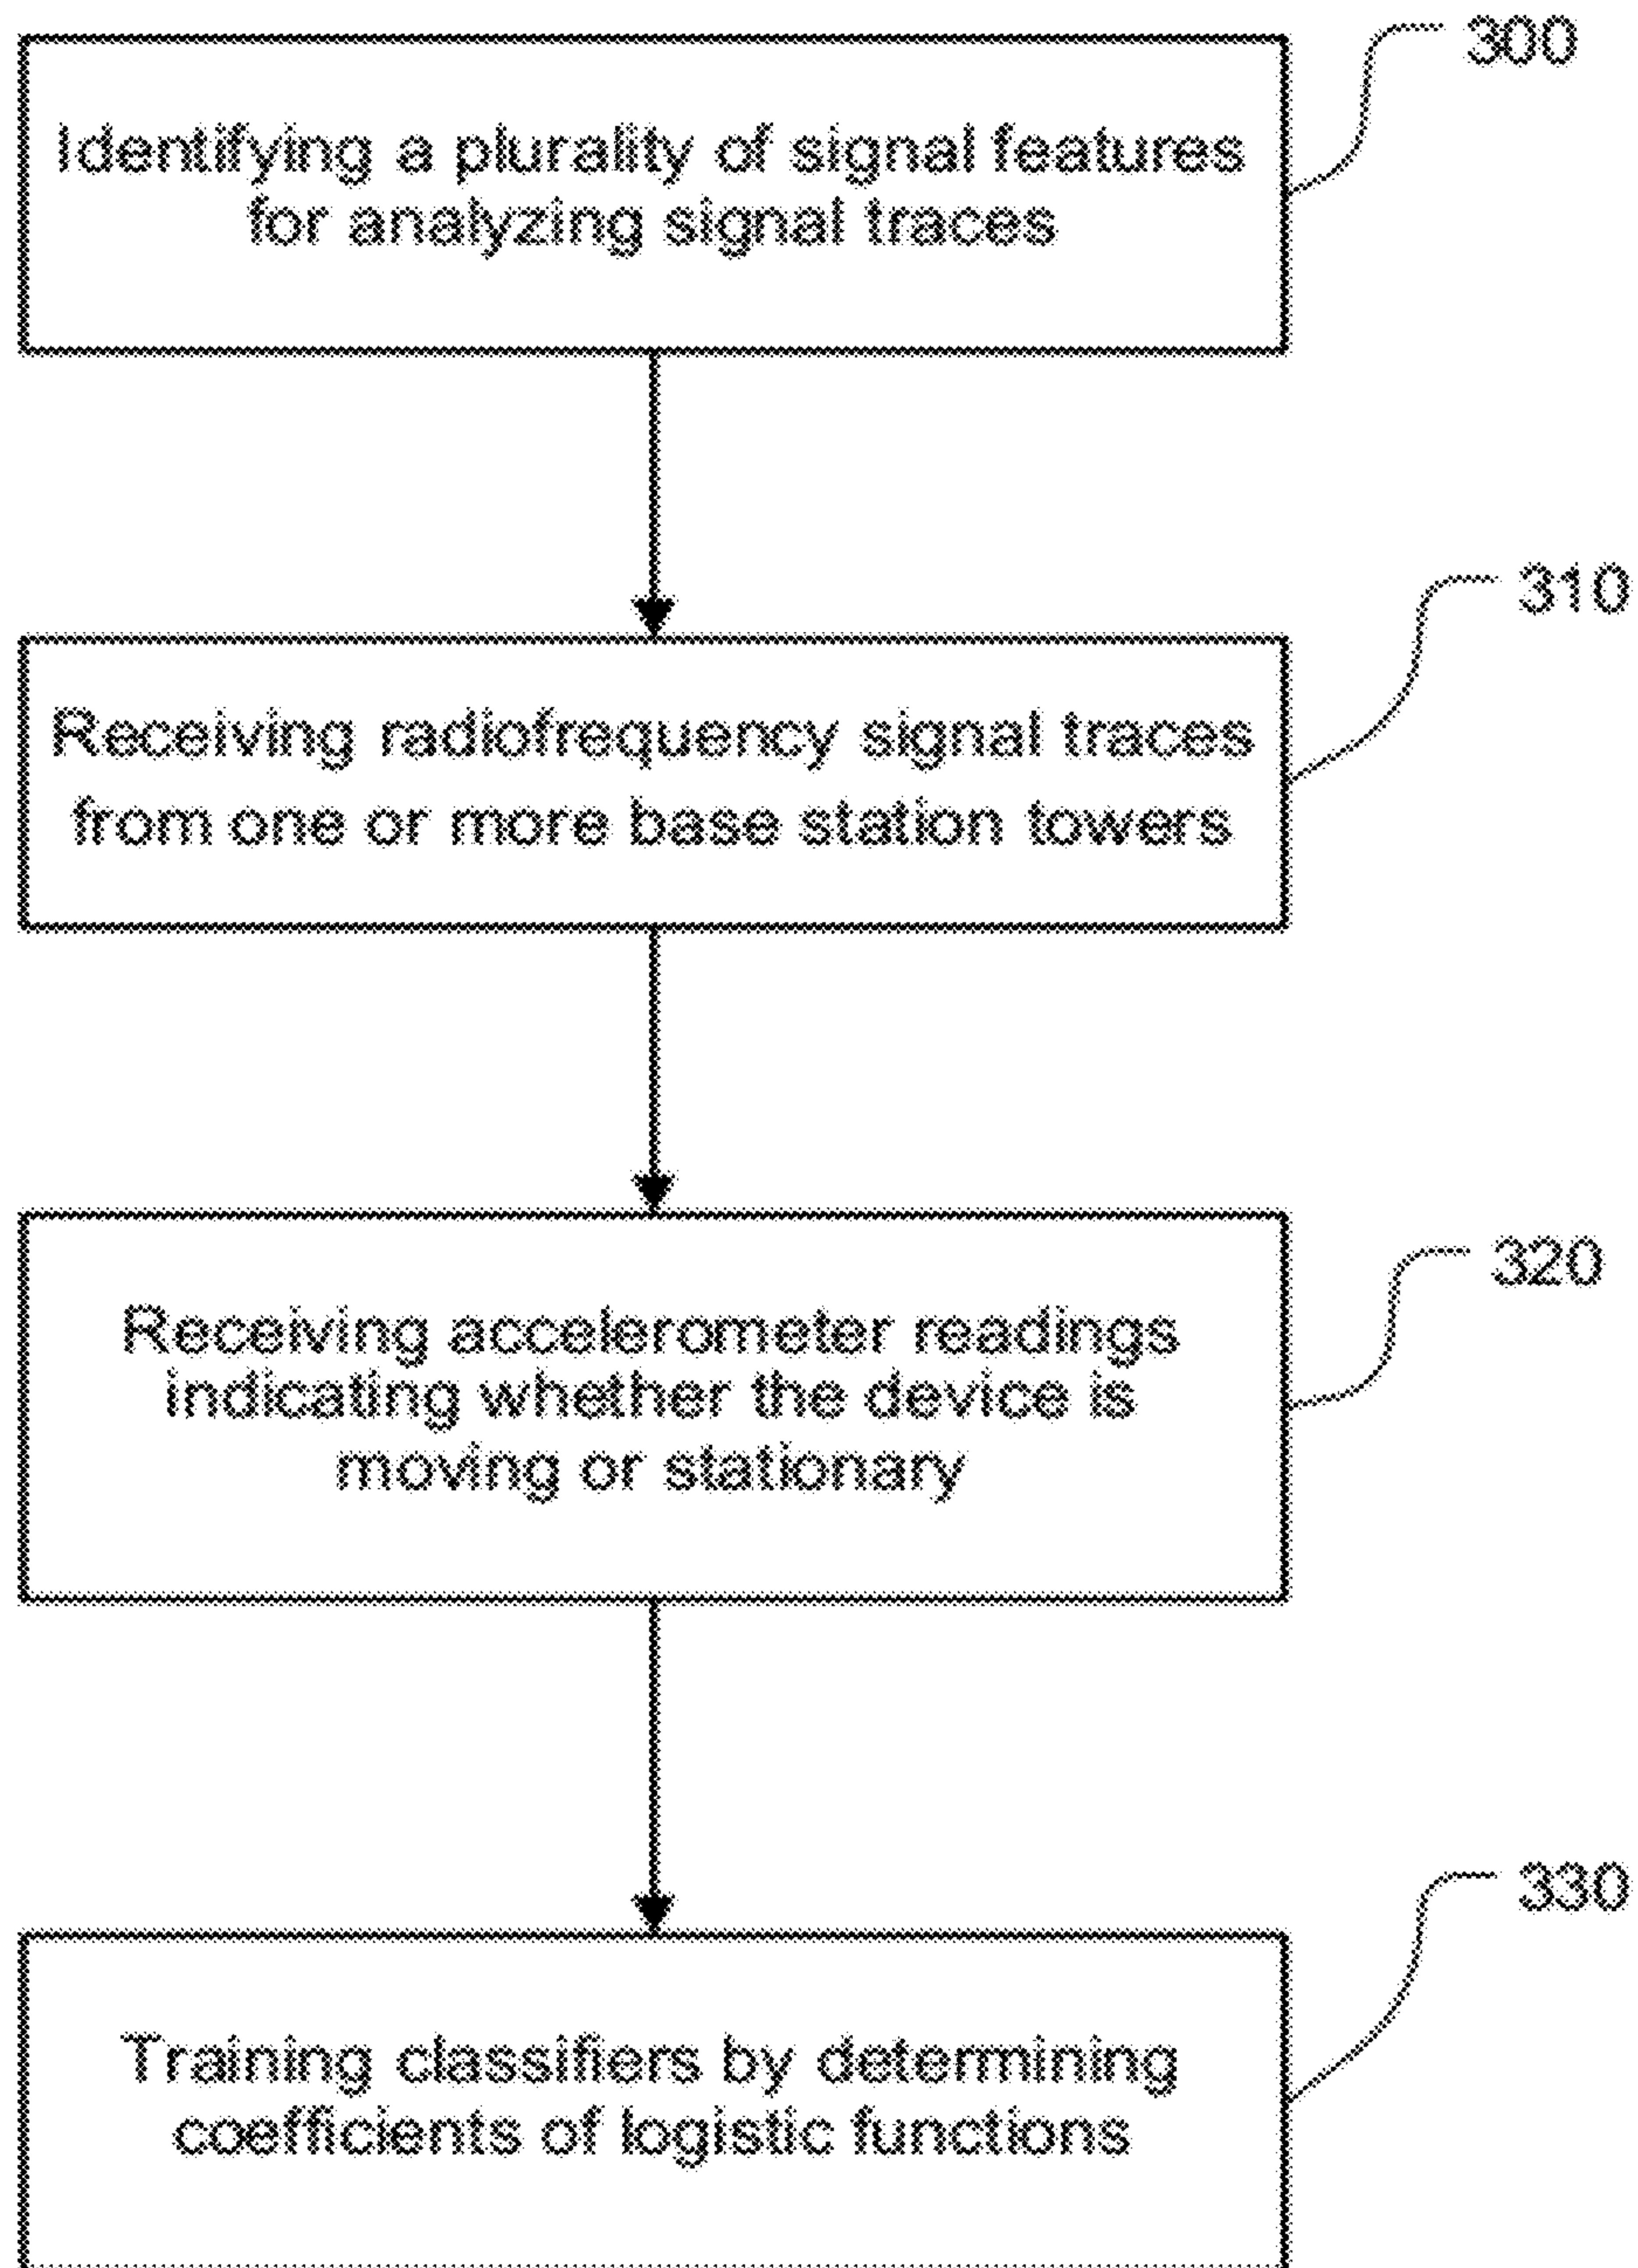 300
Identifying a plurality of signal features
for analyzing signal traces
310
Receiving radiofrequency signal traces
from one or more base station towers
320
Receiving accelerometer readings
indicating whether the device is
moving or stationary
330
Training classifiers by determining
coefficients of logistic functions